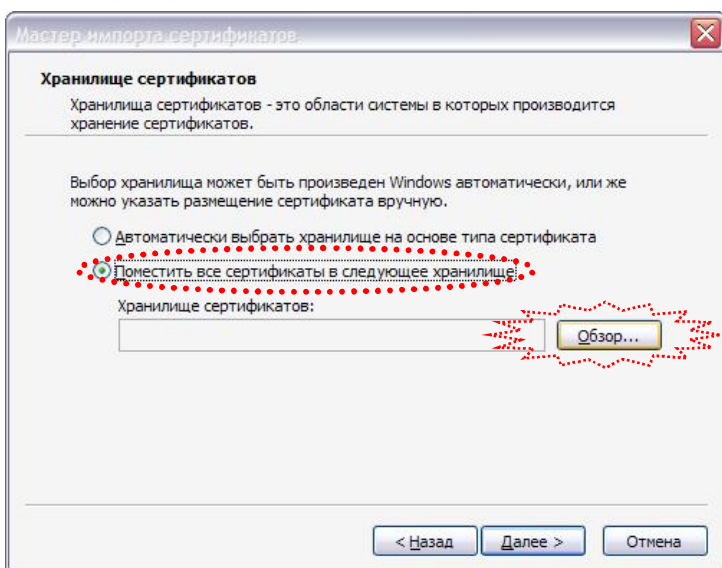 Мастер импорта сертификатов
Хранилище сертификатов
Хранилища сертификатов - это области системы в которых производится
хранение сертификатов.
Выбор хранилища может быть произведен Windows автоматически, или же
можно указать размещение сертификата вручную.
Автоматически выбрать хранилище на основе типа сертификата
Поместить все сертификаты в следующее хранилище
Хранилище сертификатов:
Обзор...
< Назад Далее > Отмена